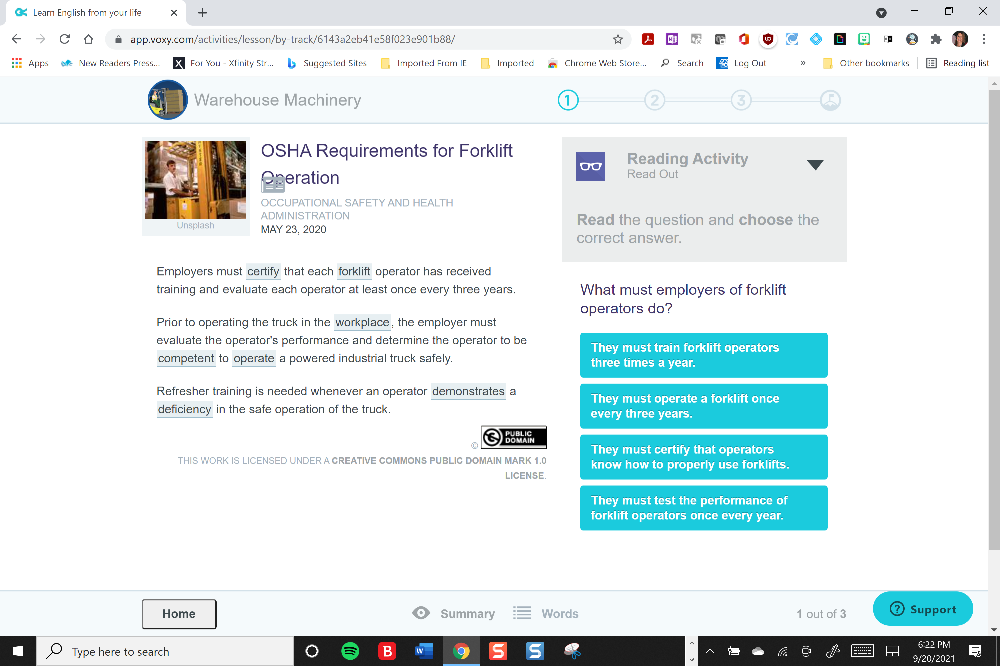 Learn English from your life
app.voxy.com/activities/lesson/by-track/6143a2eb41e58f023e901b88/
Apps New Readers Press... For You - Xfinity Str... Suggested Sites Imported From IE Imported Chrome Web Store... Search Log Out » Other bookmarks Reading list
Warehouse Machinery
1 2 3
OSHA Requirements for Forklift
Operation
OCCUPATIONAL SAFETY AND HEALTH
ADMINISTRATION
MAY 23, 2020
Unsplash
Employers must certify that each forklift operator has received
training and evaluate each operator at least once every three years.
Prior to operating the truck in the workplace, the employer must
evaluate the operator's performance and determine the operator to be
competent to operate a powered industrial truck safely.
Refresher training is needed whenever an operator demonstrates a
deficiency in the safe operation of the truck.
© PUBLIC
DOMAIN
THIS WORK IS LICENSED UNDER A CREATIVE COMMONS PUBLIC DOMAIN MARK 1.0
LICENSE.
Reading Activity
Read Out
Read the question and choose the
correct answer.
What must employers of forklift
operators do?
They must train forklift operators
three times a year.
They must operate a forklift once
every three years.
They must certify that operators
know how to properly use forklifts.
They must test the performance of
forklift operators once every year.
Home Summary Words 1 out of 3 Support
Type here to search
6:22 PM
9/20/2021